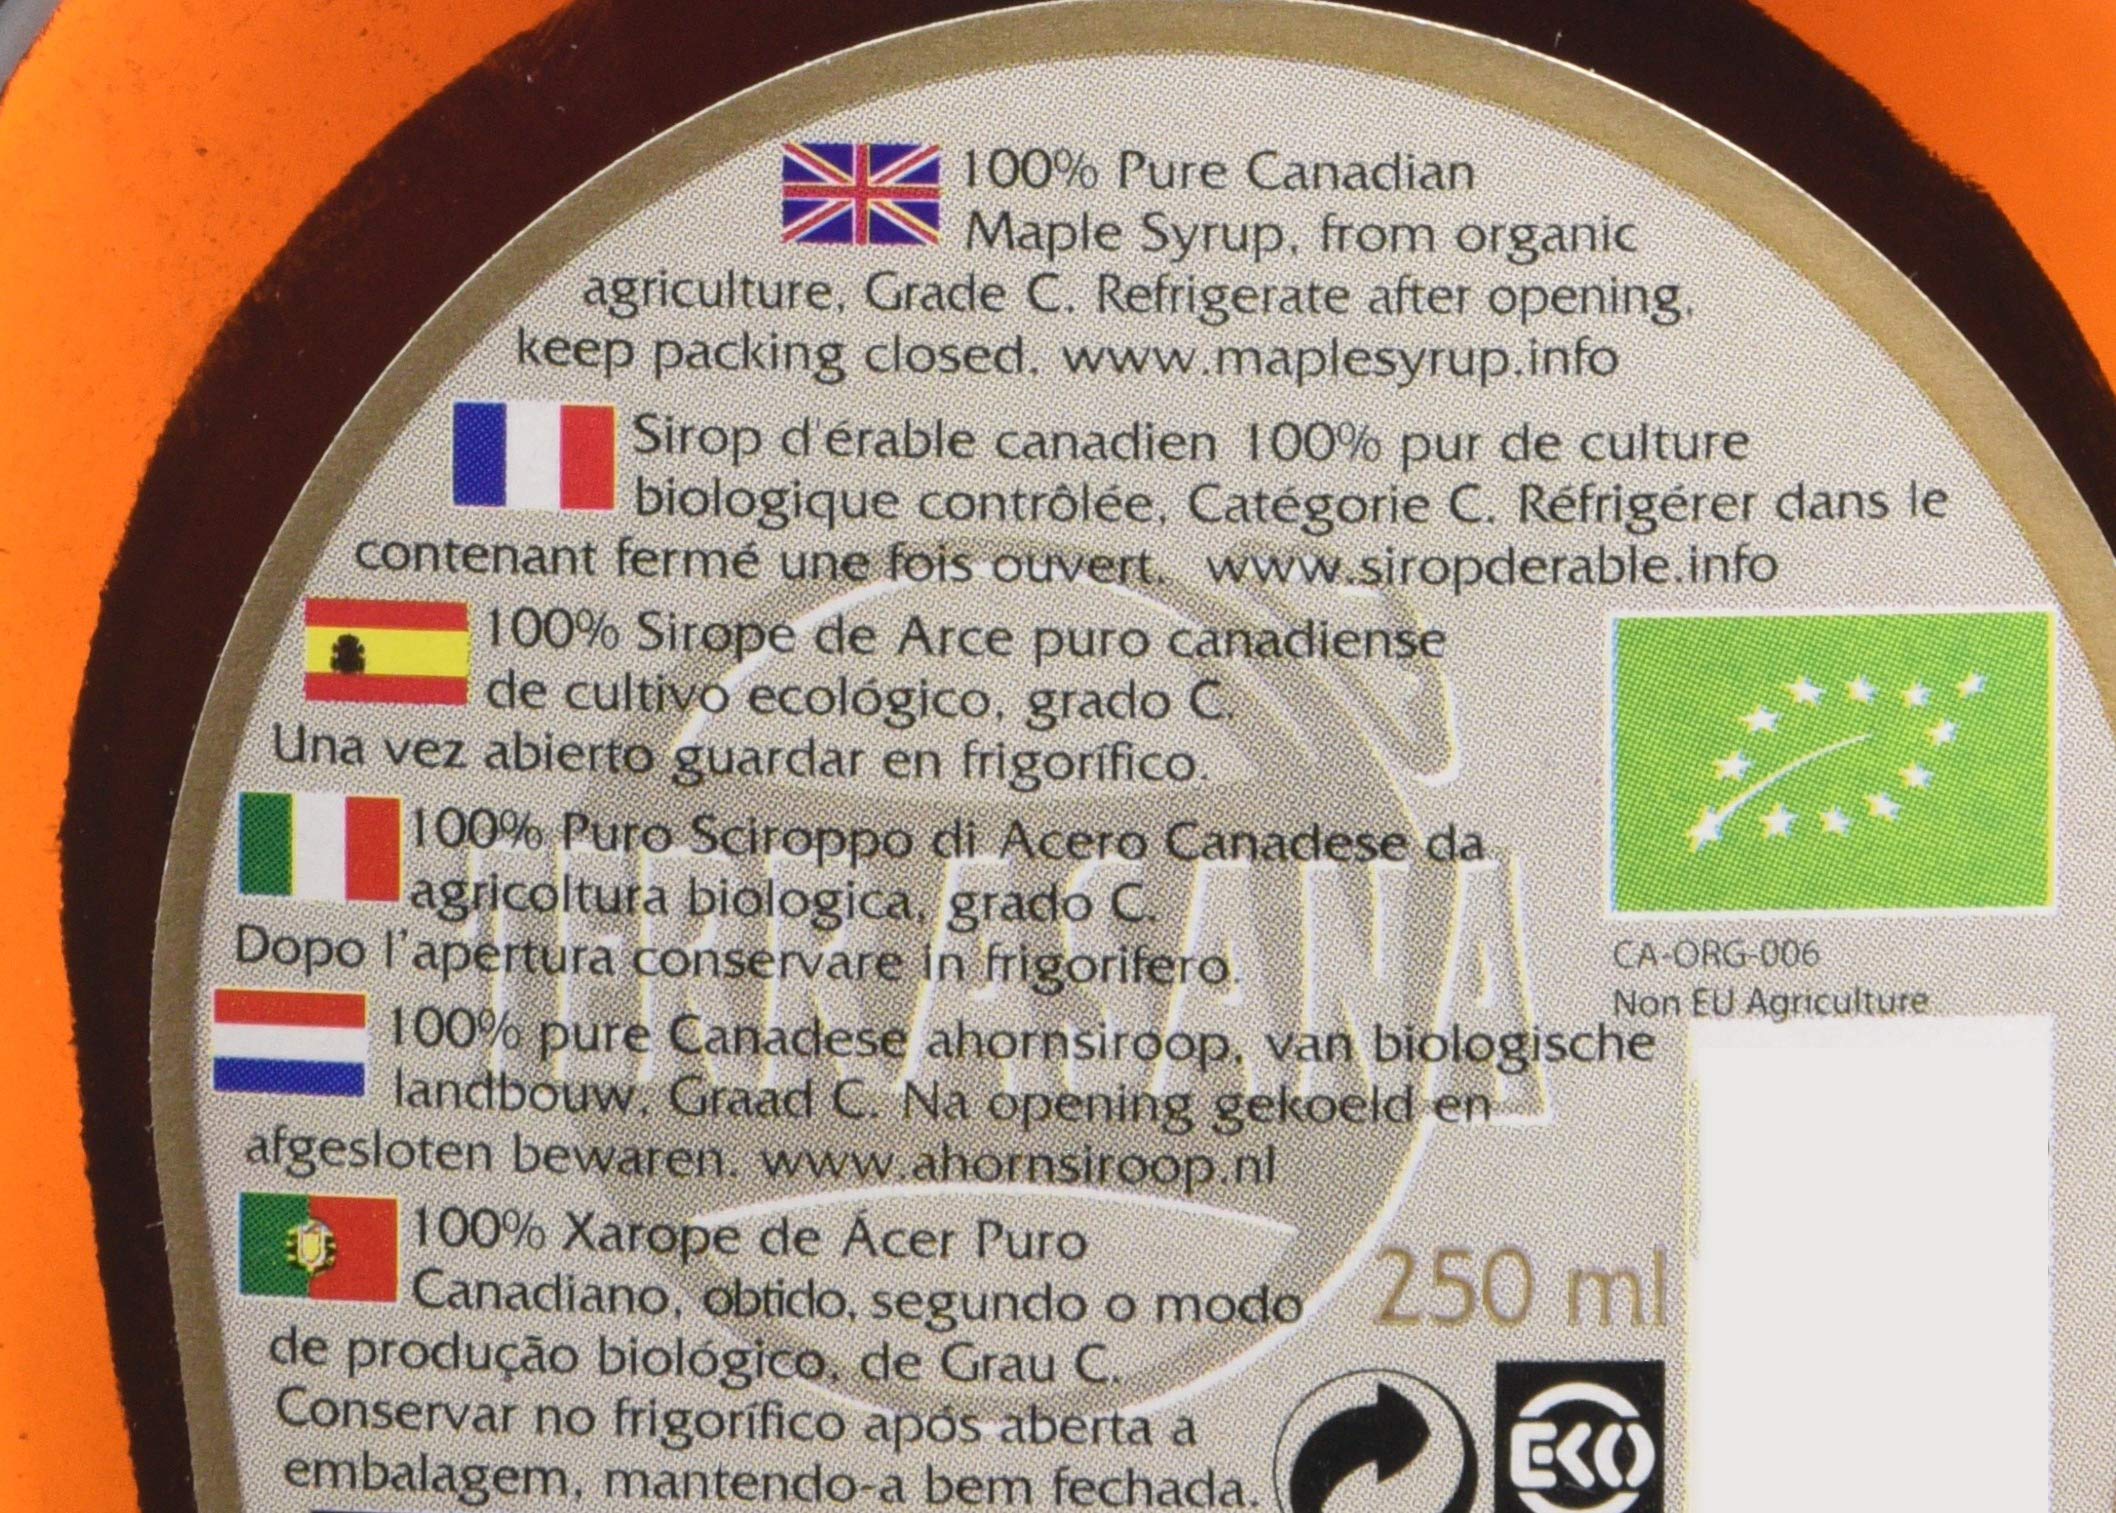 100% Pure Canadian
Maple Syrup, from organic
agriculture, Grade C. Refrigerate after opening,
keep packing closed. www.maplesyrup.info
Sirop d'érable canadien 100% pur de culture
biologique contrôlée, Catégorie C. Réfrigérer dans le
contenant fermé une fois ouvert. www.siropderable.info
100% Sirope de Arce puro canadiense
de cultivo ecológico, grado C.
Una vez abierto guardar en frigorífico.
100% Puro Sciroppo di Acero Canadese da
agricoltura biologica, grado C.
Dopo l'apertura conservare in frigorifero.
TERRASANA
CA-ORG-006
Non EU Agriculture
100% pure Canadese ahornsiroop, van biologische
landbouw, Graad C. Na opening gekoeld en
afgesloten bewaren. www.ahornsiroop.nl
100% Xarope de Ácer Puro
Canadiano, obtido, segundo o modo
de produção biológico, de Grau C.
Conservar no frigorífico após aberta a
embalagem, mantendo-a bem fechada.
250 ml
EKO